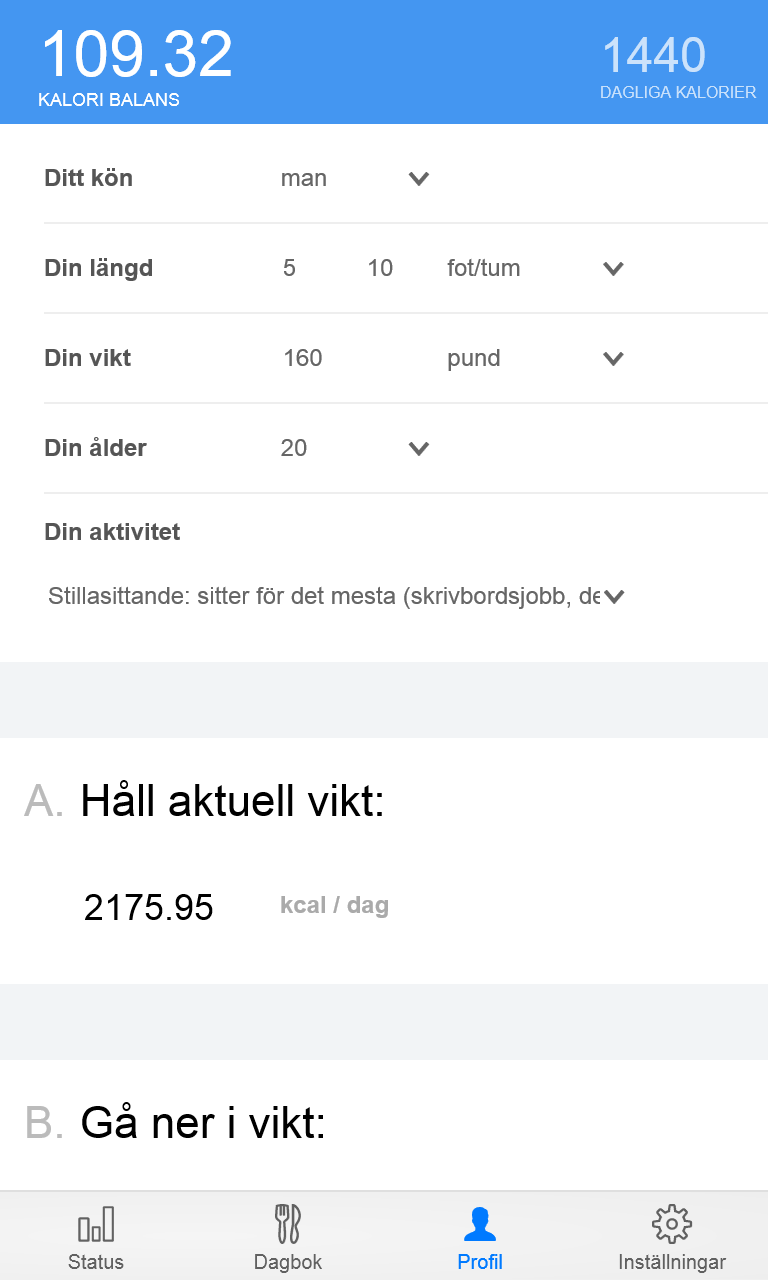 109.32
KALORI BALANS
1440
DAGLIGA KALORIER
Ditt kön man
Din längd 5 10 fot/tum
Din vikt 160 pund
Din ålder 20
Din aktivitet
Stillasittande: sitter för det mesta (skrivbordsjobb, de
A. Håll aktuell vikt:
2175.95 kcal / dag
B. Gå ner i vikt:
Status Dagbok Profil Inställningar